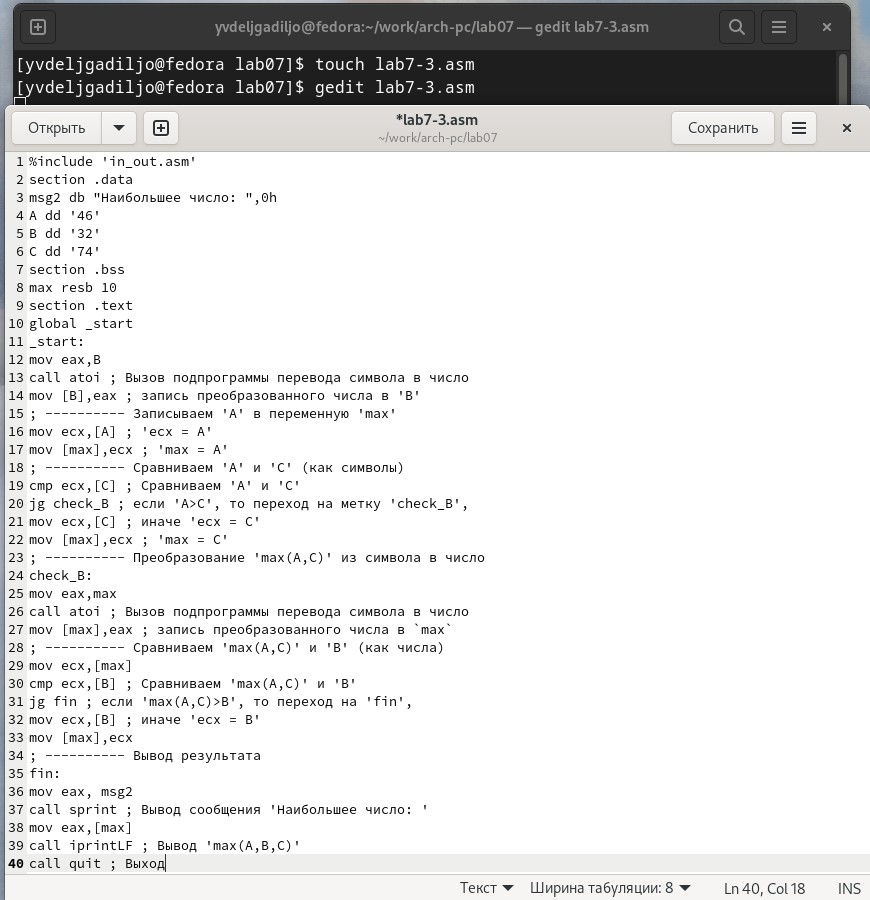 yvdeljgadiljo@fedora:~/work/arch-pc/lab07 — gedit lab7-3.asm
[yvdeljgadiljo@fedora lab07]$ touch lab7-3.asm
[yvdeljgadiljo@fedora lab07]$ gedit lab7-3.asm
Открыть
*lab7-3.asm
~/work/arch-pc/lab07
Сохранить
1 %include 'in_out.asm'
2 section .data
3 msg2 db "Наибольшее число: ",0h
4 A dd '46'
5 B dd '32'
6 C dd '74'
7 section .bss
8 max resb 10
9 section .text
10 global _start
11 _start:
12 mov eax,B
13 call atoi ; Вызов подпрограммы перевода символа в число
14 mov [B],eax ; запись преобразованного числа в 'B'
15 ; ---------- Записываем 'A' в переменную 'max'
16 mov ecx,[A] ; 'ecx = A'
17 mov [max],ecx ; 'max = A'
18 ; ---------- Сравниваем 'A' и 'C' (как символы)
19 cmp ecx,[C] ; Сравниваем 'A' и 'C'
20 jg check_B ; если 'A>C', то переход на метку 'check_B',
21 mov ecx,[C] ; иначе 'ecx = C'
22 mov [max],ecx ; 'max = C'
23 ; ---------- Преобразование 'max(A,C)' из символа в число
24 check_B:
25 mov eax,max
26 call atoi ; Вызов подпрограммы перевода символа в число
27 mov [max],eax ; запись преобразованного числа в `max`
28 ; ---------- Сравниваем 'max(A,C)' и 'B' (как числа)
29 mov ecx,[max]
30 cmp ecx,[B] ; Сравниваем 'max(A,C)' и 'B'
31 jg fin ; если 'max(A,C)>B', то переход на 'fin',
32 mov ecx,[B] ; иначе 'ecx = B'
33 mov [max],ecx
34 ; ---------- Вывод результата
35 fin:
36 mov eax, msg2
37 call sprint ; Вывод сообщения 'Наибольшее число: '
38 mov eax,[max]
39 call iprintLF ; Вывод 'max(A,B,C)'
40 call quit ; Выход
Текст Ширина табуляции: 8 Ln 40, Col 18 INS